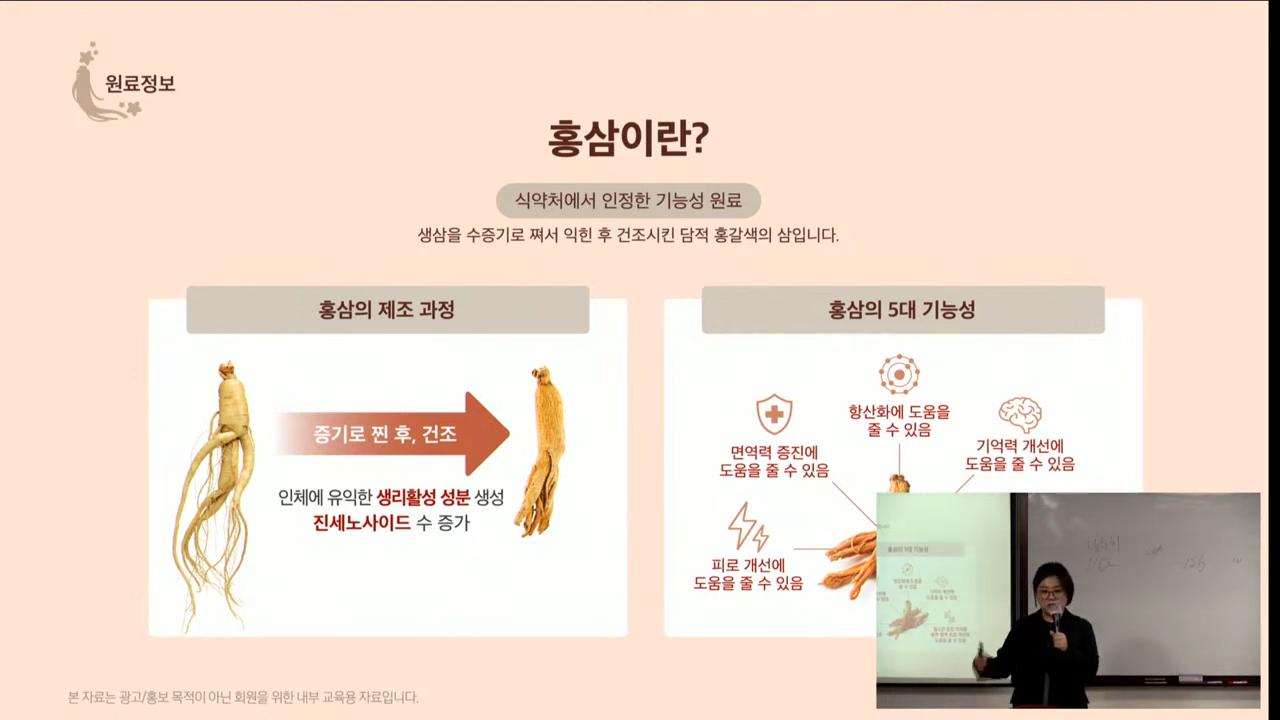 원료정보
홍삼이란?
식약처에서 인정한 기능성 원료
생삼을 수증기로 쪄서 익힌 후 건조시킨 담적 홍갈색의 삼입니다.
홍삼의 제조 과정
증기로 찐 후, 건조
인체에 유익한 생리활성 성분 생성
진세노사이드 수 증가
홍삼의 5대 기능성
항산화에 도움을
줄 수 있음
면역력 증진에
도움을 줄 수 있음
기억력 개선에
도움을 줄 수 있음
피로 개선에
도움을 줄 수 있음
홍삼의 5대 기능성
본 자료는 광고/홍보 목적이 아닌 회원을 위한 내부 교육용 자료입니다.